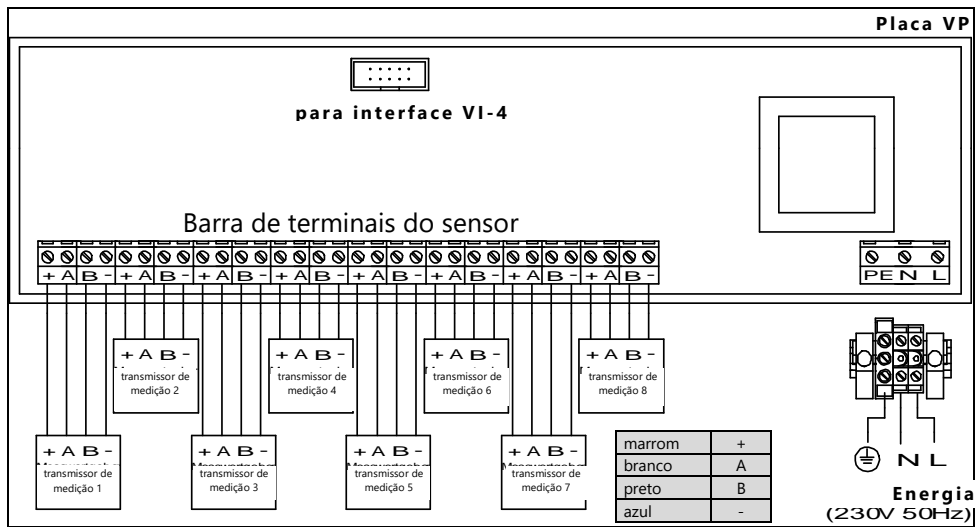 Placa VP
para interface VI-4
Barra de terminais do sensor
+ A B - + A B - + A B - + A B - + A B - + A B - + A B - + A B -
PE N L
+ A B -
transmissor de
medição 2
+ A B -
transmissor de
medição 4
+ A B -
transmissor de
medição 6
+ A B -
transmissor de
medição 8
+ A B -
transmissor de
medição 1
+ A B -
transmissor de
medição 3
+ A B -
transmissor de
medição 5
+ A B -
transmissor de
medição 7
marrom +
branco A
preto B
azul -
N L
Energia
(230V 50Hz)